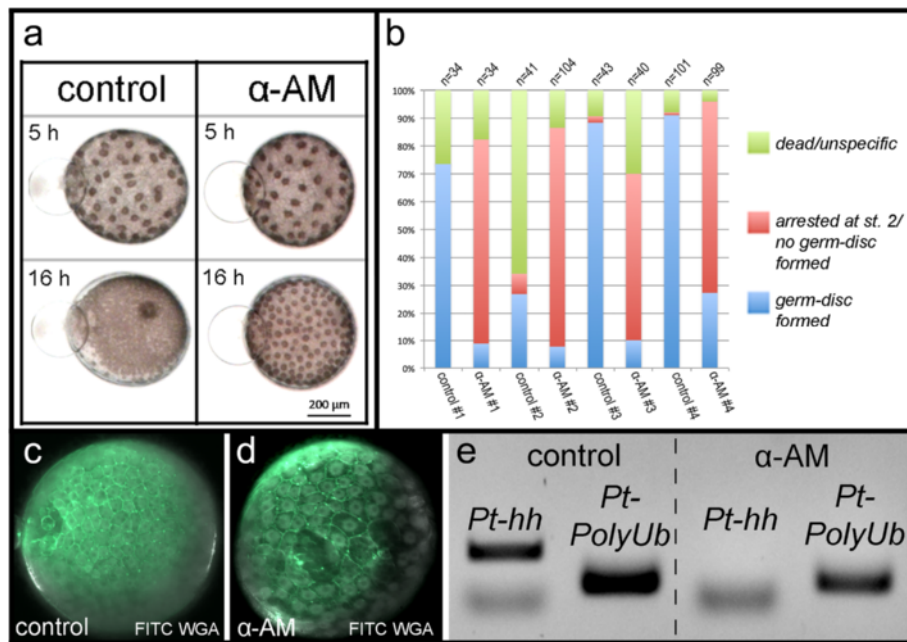 a
control
α-AM
5 h
5 h
16 h
16 h
200 µm
b
n=34
n=34
n=41
n=104
n=43
n=40
n=101
n=99
100%
90%
80%
70%
60%
50%
40%
30%
20%
10%
0%
control #1
α-AM #1
control #2
α-AM #2
control #3
α-AM #3
control #4
α-AM #4
dead/unspecific
arrested at st. 2/
no germ-disc
formed
germ-disc
formed
c
control
FITC WGA
d
α-AM
FITC WGA
e
control
α-AM
Pt-hh
Pt-
PolyUb
Pt-hh
Pt-
PolyUb